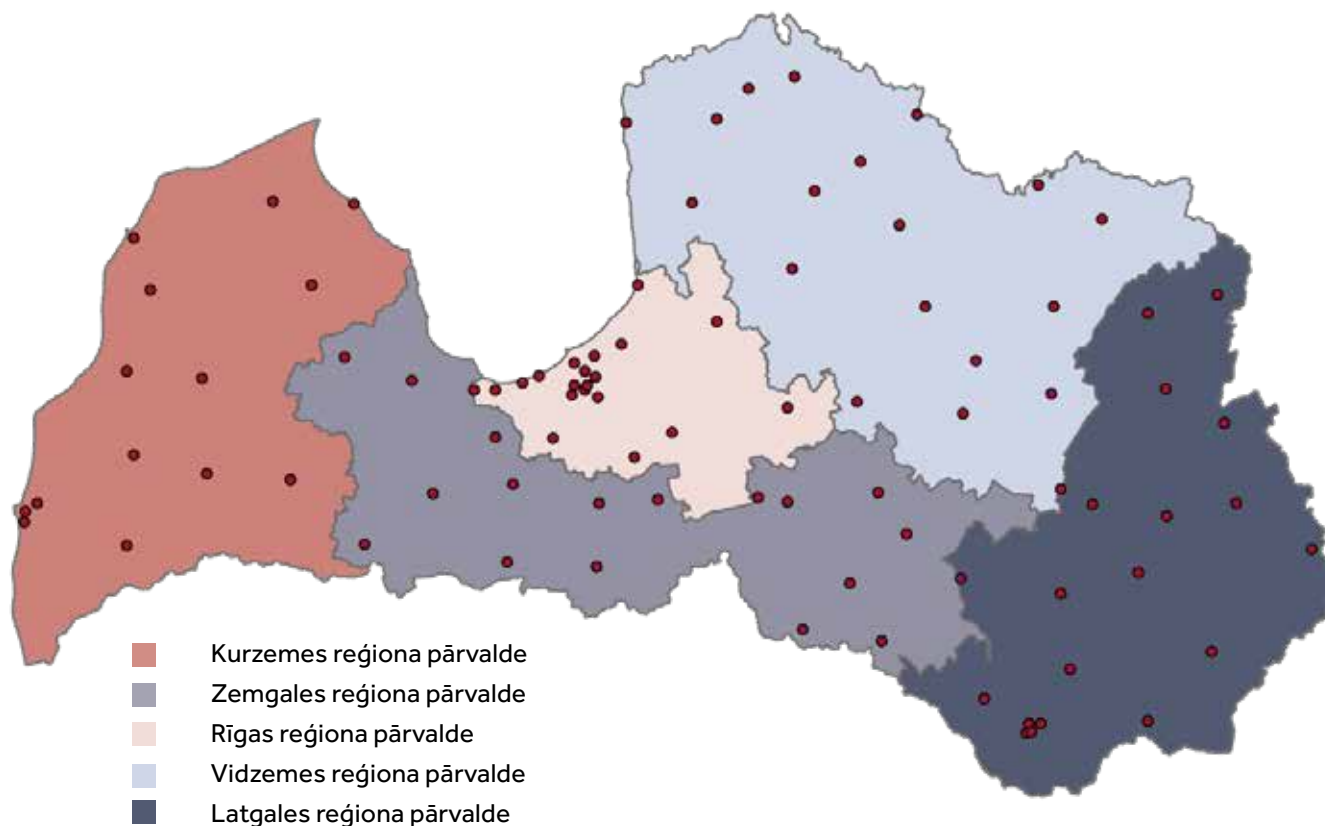 Kurzemes reģiona pārvalde
Zemgales reģiona pārvalde
Rīgas reģiona pārvalde
Vidzemes reģiona pārvalde
Latgales reģiona pārvalde